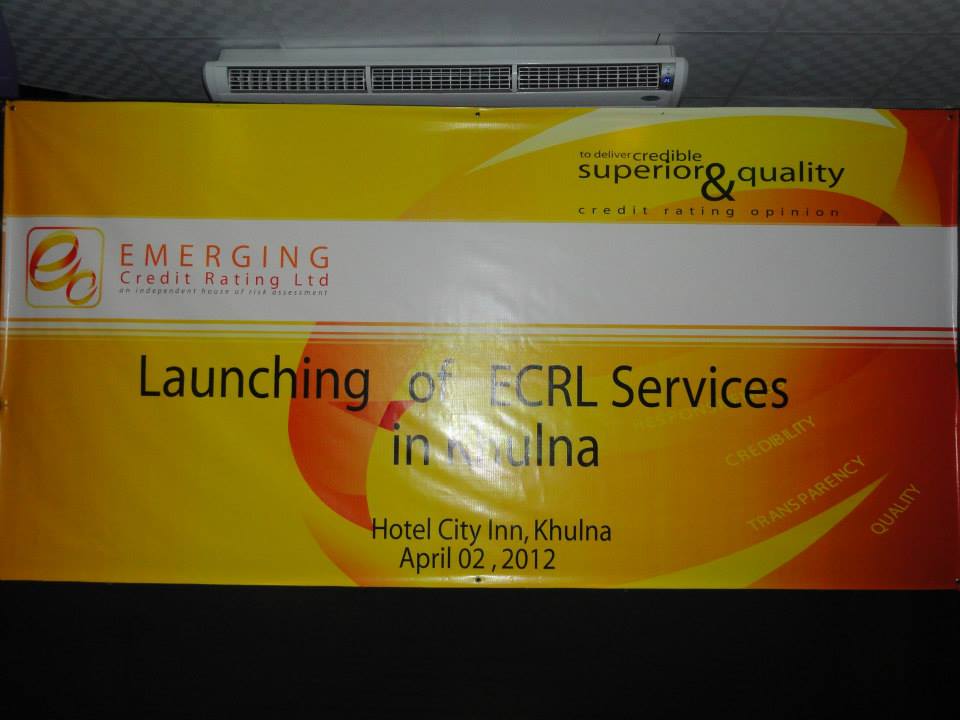 to deliver credible
superior & quality
credit rating opinion
EMERGING
Credit Rating Ltd
an independent house of risk assessment
Launching of ECRL Services
in Khulna
CREDIBILITY
TRANSPARENCY
QUALITY
Hotel City Inn, Khulna
April 02 , 2012